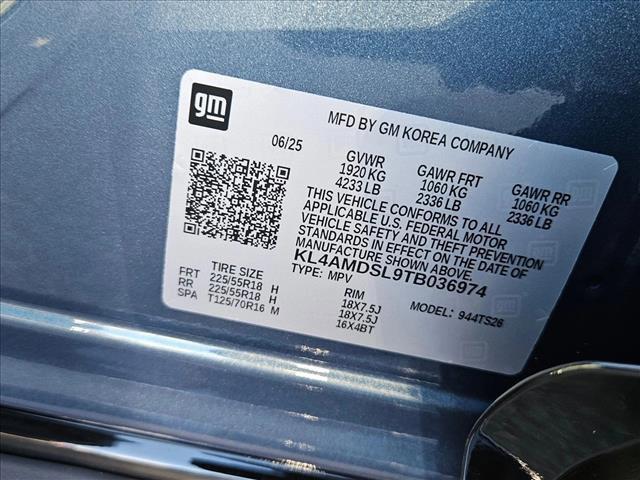 gm
MFD BY GM KOREA COMPANY
06/25
GVWR GAWR FRT GAWR RR
1920 KG 1060 KG 1060 KG
4233 LB 2336 LB 2336 LB
THIS VEHICLE CONFORMS TO ALL
APPLICABLE U.S. FEDERAL MOTOR
VEHICLE SAFETY AND THEFT PREVENTION
STANDARDS IN EFFECT ON THE DATE OF
MANUFACTURE SHOWN ABOVE.
KL4AMDSL9TB036974
TYPE: MPV
MODEL: 944TS26
TIRE SIZE RIM
FRT 225/55R18 H 18X7.5J
RR 225/55R18 H 18X7.5J
SPA T125/70R16 M 16X4BT